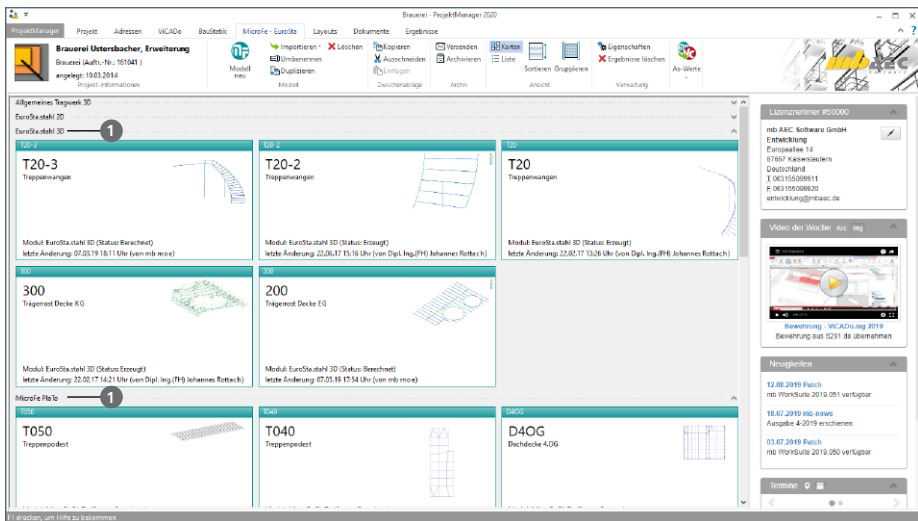 Brauerei - ProjektManager 2020
ProjektManager Projekt Adressen ViCADo BauStatik MicroFe - EuroSta Layouts Dokumente Ergebnisse
Brauerei Ustersbacher, Erweiterung
Brauerei (Auftr.-Nr.: 161041 )
angelegt: 10.03.2014
Projekt-Informationen
Modell neu
Importieren
Löschen
Umbenennen
Duplizieren
Modell
Kopieren
Ausschneiden
Einfügen
Zwischenablage
Versenden
Archivieren
Archiv
Karten
Liste
Sortieren Gruppieren
Ansicht
Eigenschaften
Ergebnisse löschen
Verwaltung
As-Werte
mb AEC
SOFTWARE
Allgemeines Tragwerk 3D
EuroSta.stahl 2D
EuroSta.stahl 3D 1
T20-3
T20-3
Treppenwangen
Modul: EuroSta.stahl 3D (Status: Berechnet)
letzte Änderung: 07.03.19 18:11 Uhr (von mb moe)
T20-2
T20-2
Treppenwangen
Modul: EuroSta.stahl 3D (Status: Erzeugt)
letzte Änderung: 22.06.17 15:16 Uhr (von Dipl. Ing.(FH) Johannes Rottach)
T20
T20
Treppenwangen
Modul: EuroSta.stahl 3D (Status: Erzeugt)
letzte Änderung: 22.02.17 13:26 Uhr (von Dipl. Ing.(FH) Johannes Rottach)
300
300
Trägerrost Decke KG
Modul: EuroSta.stahl 3D (Status: Erzeugt)
letzte Änderung: 22.02.17 14:21 Uhr (von Dipl. Ing.(FH) Johannes Rottach)
200
200
Trägerrost Decke EG
Modul: EuroSta.stahl 3D (Status: Berechnet)
letzte Änderung: 07.03.19 17:54 Uhr (von mb moe)
MicroFe PlaTo 1
T050
T050
Treppenpodest
T040
T040
Treppenpodest
D4OG
D4OG
Dachdecke 4.OG
Lizenznehmer #50000
mb AEC Software GmbH
Entwicklung
Europaallee 14
67657 Kaiserslautern
Deutschland
T 063155099911
F 063155099920
entwicklung@mbaec.de
Video der Woche Arc Ing
Bewehrung - ViCADo.ing 2019
Bewehrung aus S291.de übernehmen
Neuigkeiten
12.08.2019 Patch
mb WorkSuite 2019.051 verfügbar
18.07.2019 mb-news
Ausgabe 4-2019 erschienen
03.07.2019 Patch
mb WorkSuite 2019.050 verfügbar
Termine
F1 drücken, um Hilfe zu bekommen